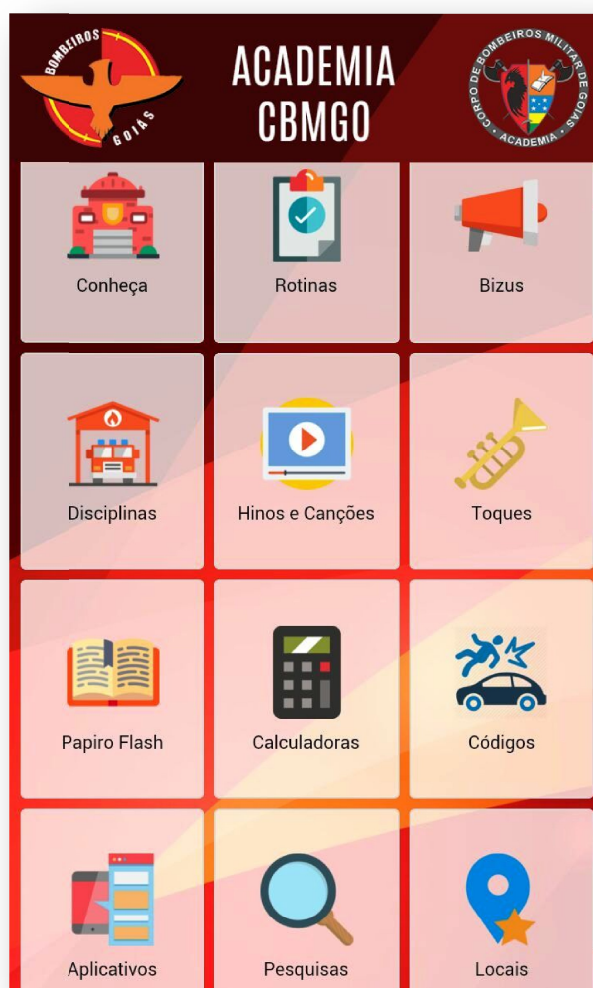 BOMBEIROS
GOIÁS
ACADEMIA
CBMGO
CORPO DE BOMBEIROS MILITAR DE GOIÁS
• ACADEMIA •
Conheça
Rotinas
Bizus
Disciplinas
Hinos e Canções
Toques
Papiro Flash
Calculadoras
Códigos
Aplicativos
Pesquisas
Locais